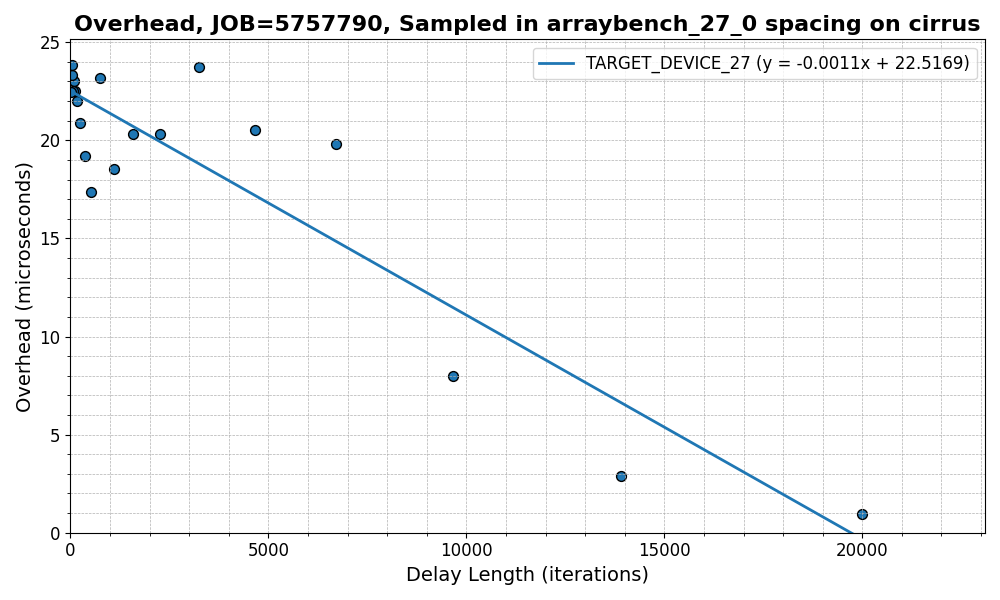 Overhead, JOB=5757790, Sampled in arraybench_27_0 spacing on cirrus
TARGET_DEVICE_27 (y = -0.0011x + 22.5169)
Overhead (microseconds)
25
20
15
10
5
0
0 5000 10000 15000 20000
Delay Length (iterations)